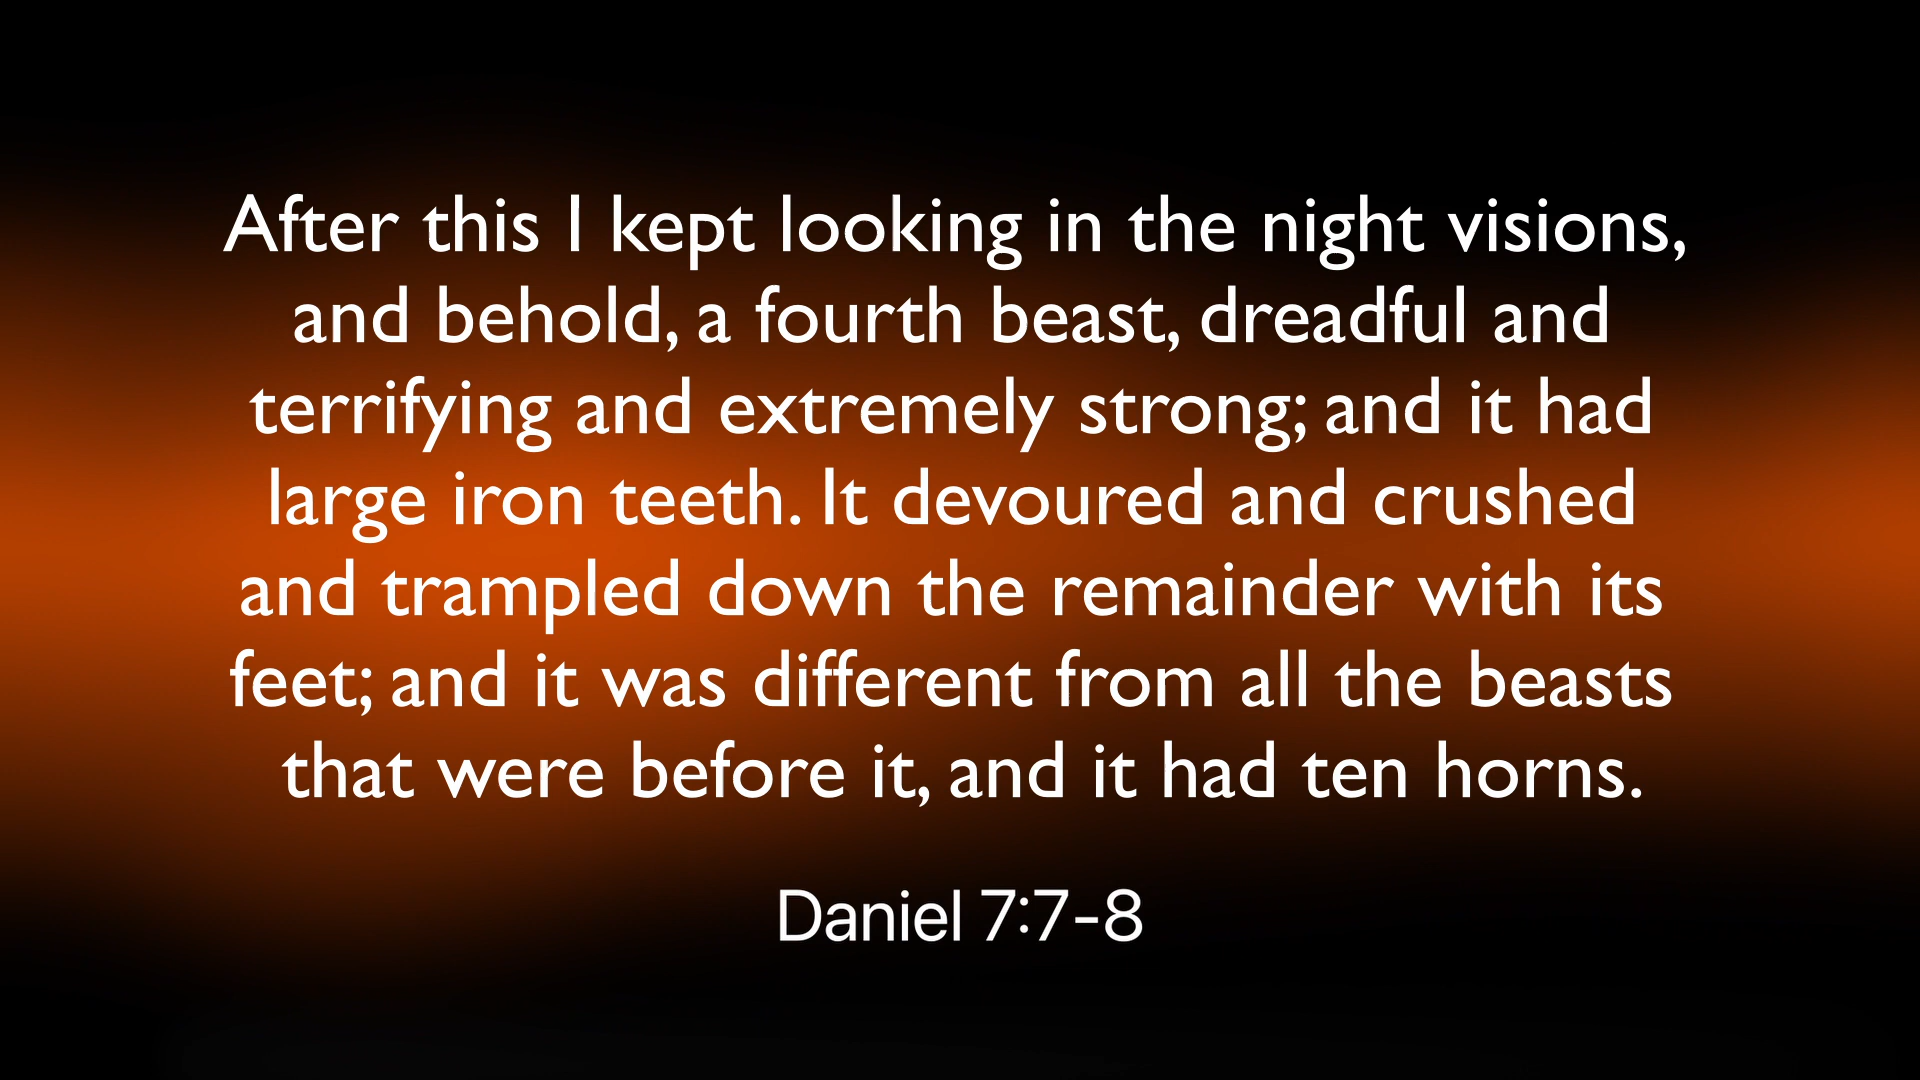 After this I kept looking in the night visions,
and behold, a fourth beast, dreadful and
terrifying and extremely strong; and it had
large iron teeth. It devoured and crushed
and trampled down the remainder with its
feet; and it was different from all the beasts
that were before it, and it had ten horns.
Daniel 7:7-8